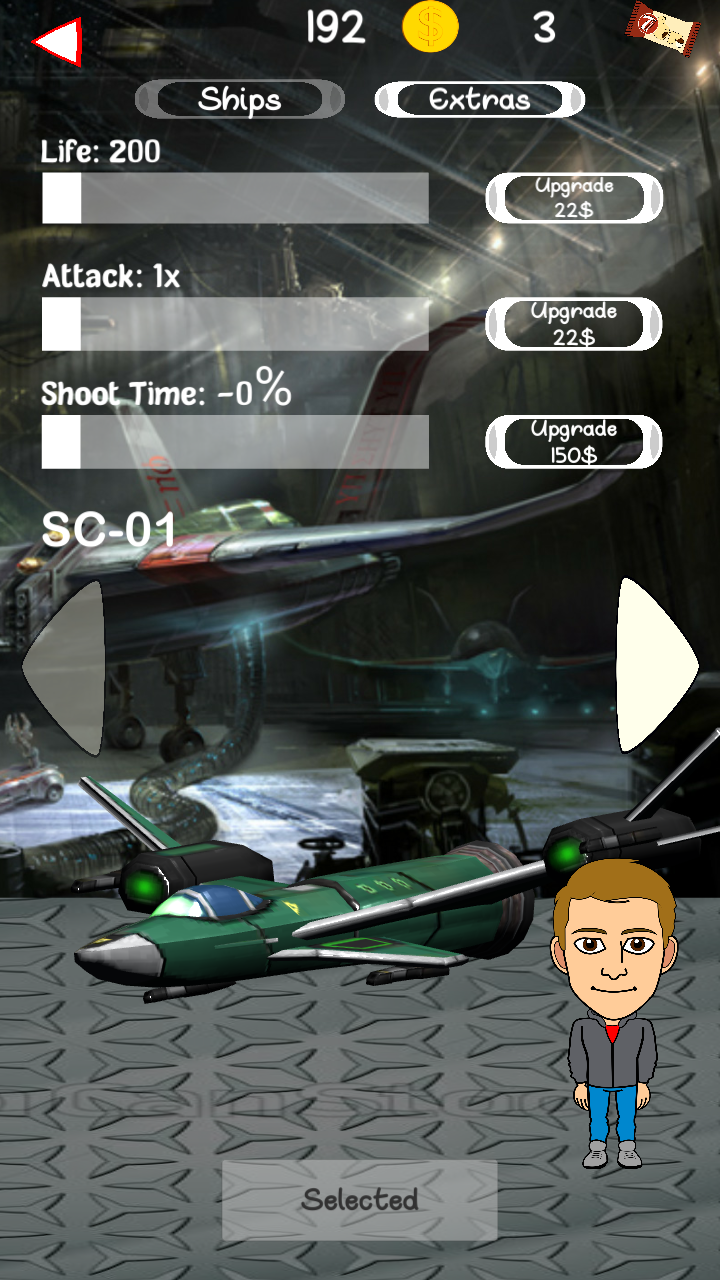 192 $ 3 7
Ships Extras
Life: 200
Upgrade
22$
Attack: 1x
Upgrade
22$
Shoot Time: -0%
Upgrade
150$
SC-01
Selected